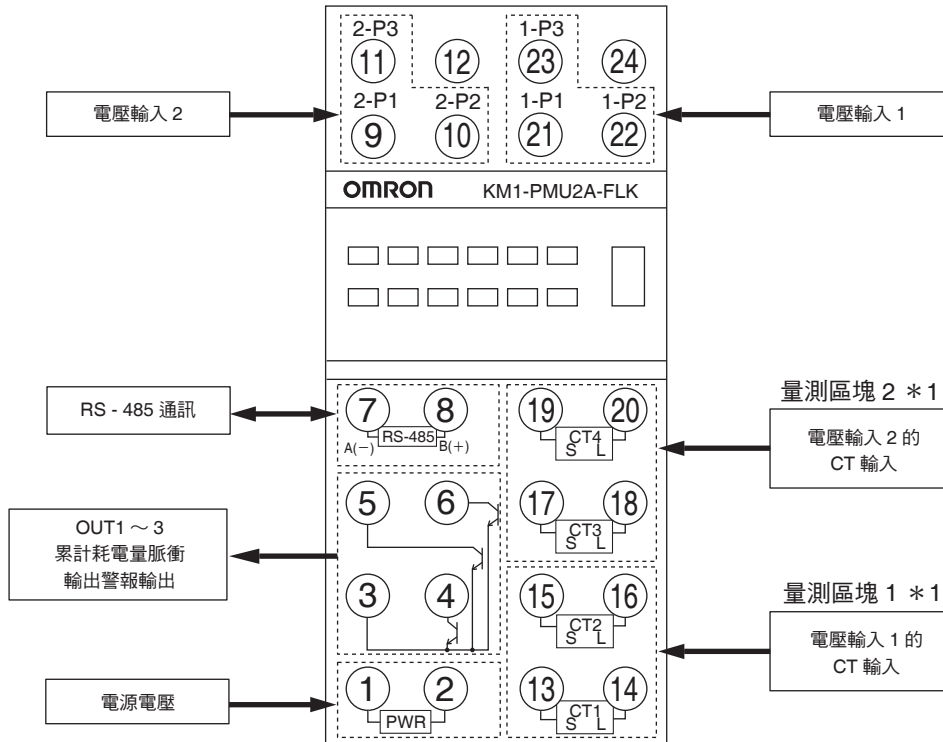 2-P3
1-P3
11
12
23
24
電壓輸入 2
2-P1
2-P2
1-P1
1-P2
電壓輸入 1
9
10
21
22
OMRON
KM1-PMU2A-FLK
RS - 485 通訊
7
8
A(−)
RS-485
B(+)
19
20
CT4
S L
量測區塊 2 ＊1
電壓輸入 2 的
CT 輸入
OUT1 ～ 3
累計耗電量脈衝
輸出警報輸出
5
6
17
18
CT3
S L
3
4
15
16
CT2
S L
量測區塊 1 ＊1
電壓輸入 1 的
CT 輸入
電源電壓
1
2
PWR
13
14
CT1
S L